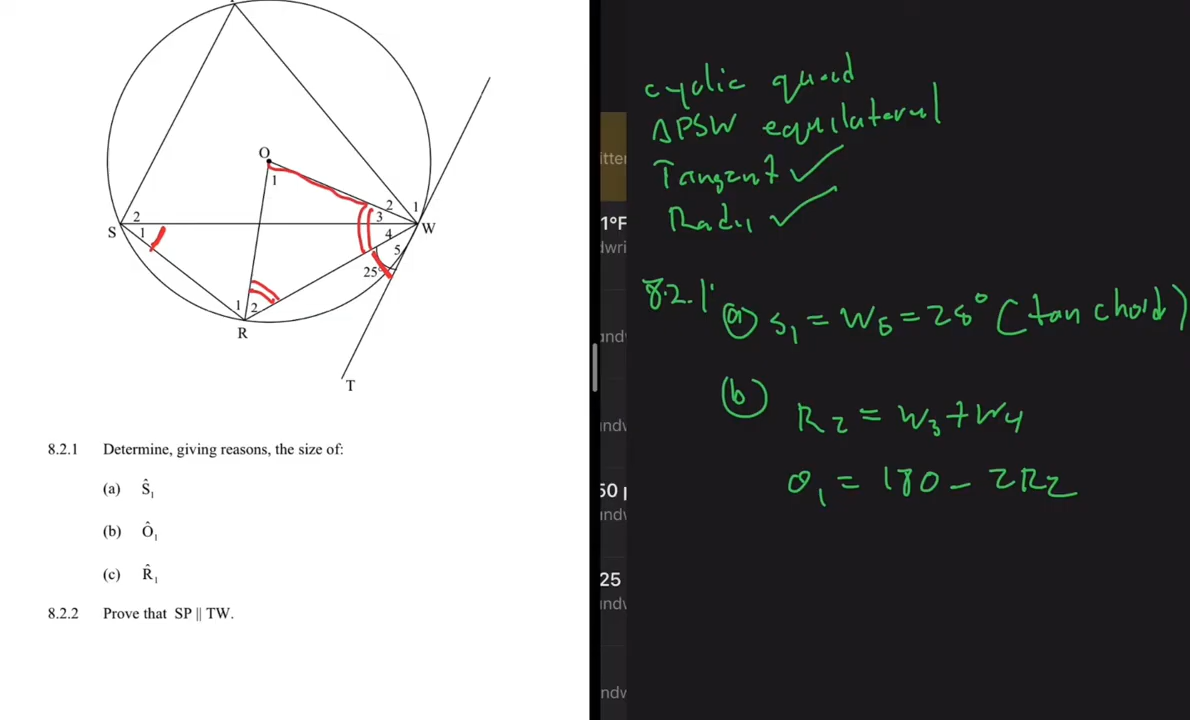 O
1
2
1
3
2
4
S
1
W
5
25°
1
2
R
T
8.2.1 Determine, giving reasons, the size of:
(a) Ŝ₁
(b) Ô₁
(c) R̂₁
8.2.2 Prove that SP || TW.
1°F
50
25
cyclic quad
ΔPSW equilateral
Tangent ✓
Radii ✓
8.2.1
(a) S₁ = W₅ = 25° (tan chord)
(b) R₂ = W₃ + W₄
O₁ = 180 - 2R₂